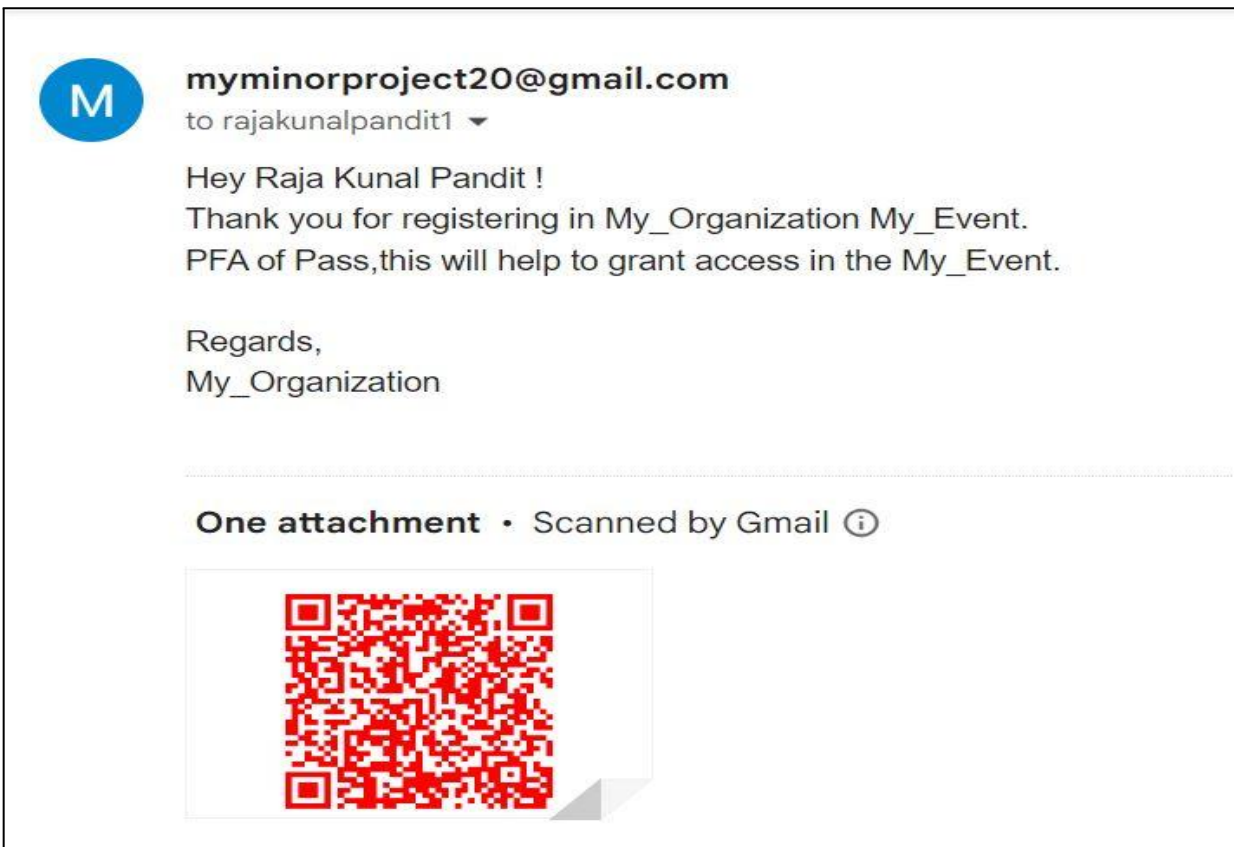 M
myminorproject20@gmail.com
to rajakunalpandit1
Hey Raja Kunal Pandit !
Thank you for registering in My_Organization My_Event.
PFA of Pass,this will help to grant access in the My_Event.
Regards,
My_Organization
One attachment • Scanned by Gmail